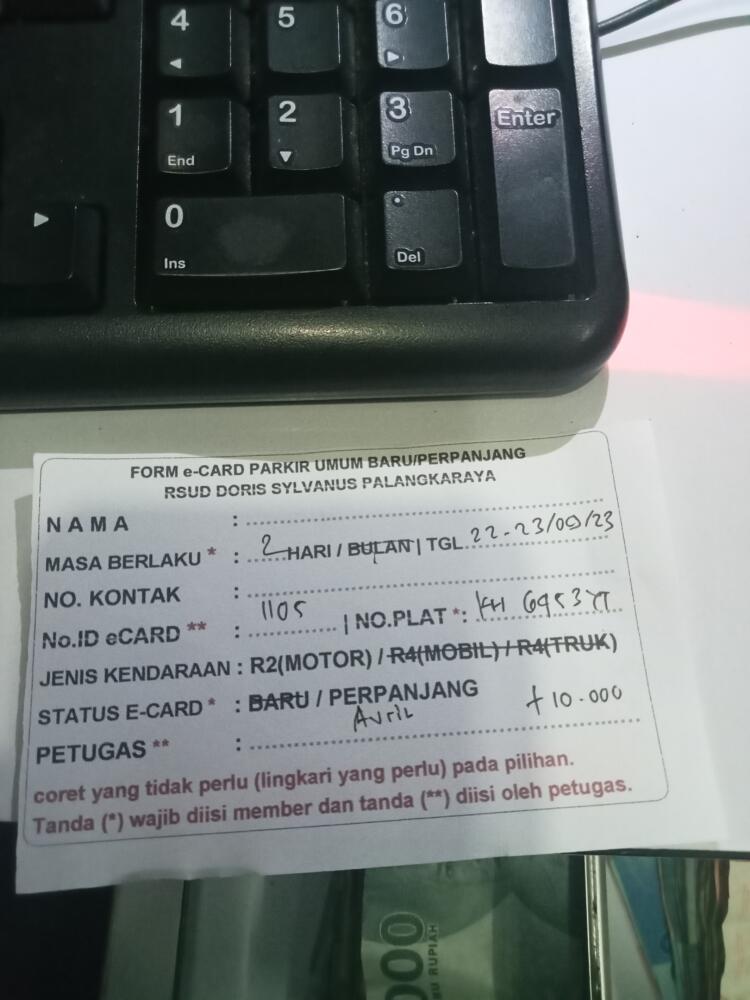 4 5 6
1 2 3 Enter
End Pg Dn
0
Ins Del
FORM e-CARD PARKIR UMUM BARU/PERPANJANG
RSUD DORIS SYLVANUS PALANGKARAYA
NAMA :
MASA BERLAKU * : 2 HARI / BULAN | TGL 22-23/09/23
NO. KONTAK :
No.ID eCARD ** : 1105 | NO.PLAT *: KH 6953 YT
JENIS KENDARAAN : R2(MOTOR) / R4(MOBIL) / R4(TRUK)
STATUS E-CARD * : BARU / PERPANJANG + 10.000
PETUGAS ** : Avril
coret yang tidak perlu (lingkari yang perlu) pada pilihan.
Tanda (*) wajib diisi member dan tanda (**) diisi oleh petugas.
000
RUPIAH